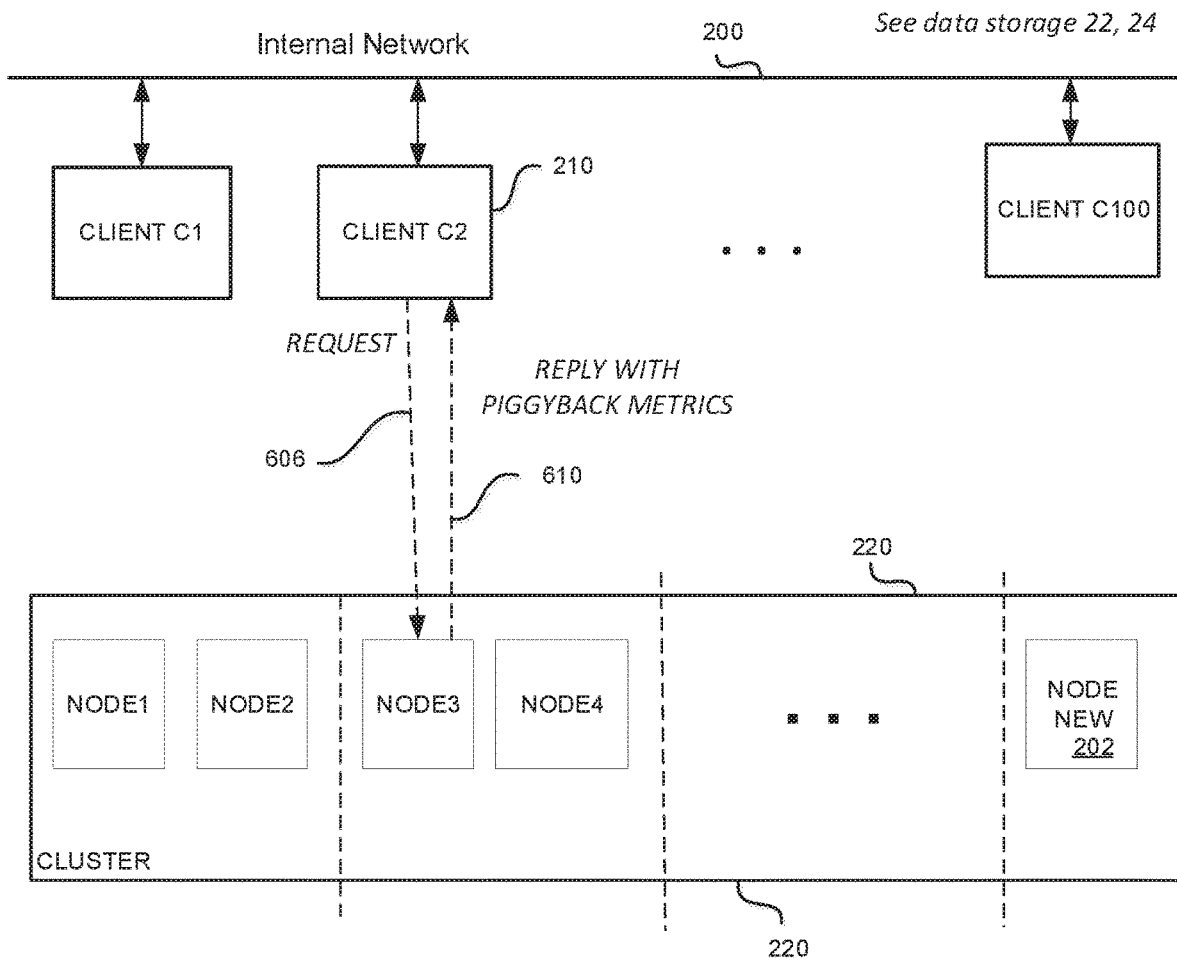 See data storage 22, 24
200
Internal Network
210
CLIENT C1
CLIENT C2
CLIENT C100
. . .
REQUEST
REPLY WITH
PIGGYBACK METRICS
606
610
220
NODE1
NODE2
NODE3
NODE4
. . .
NODE
NEW
202
CLUSTER
220